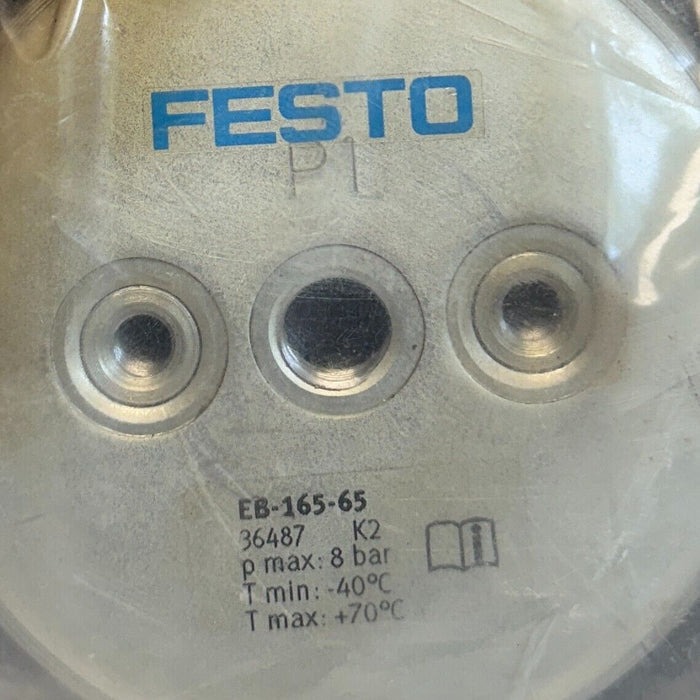 FESTO
P1
EB-165-65
36487 K2
p max: 8 bar
T min: -40°C
T max: +70°C
i